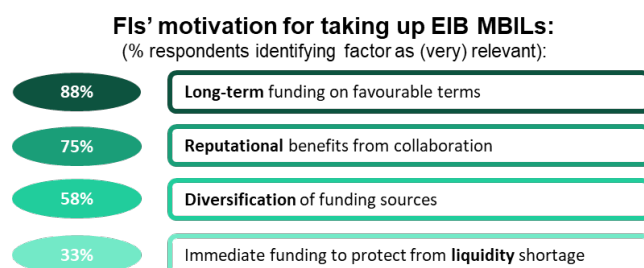 FIs' motivation for taking up EIB MBILs:
(% respondents identifying factor as (very) relevant):
88% Long-term funding on favourable terms
75% Reputational benefits from collaboration
58% Diversification of funding sources
33% Immediate funding to protect from liquidity shortage